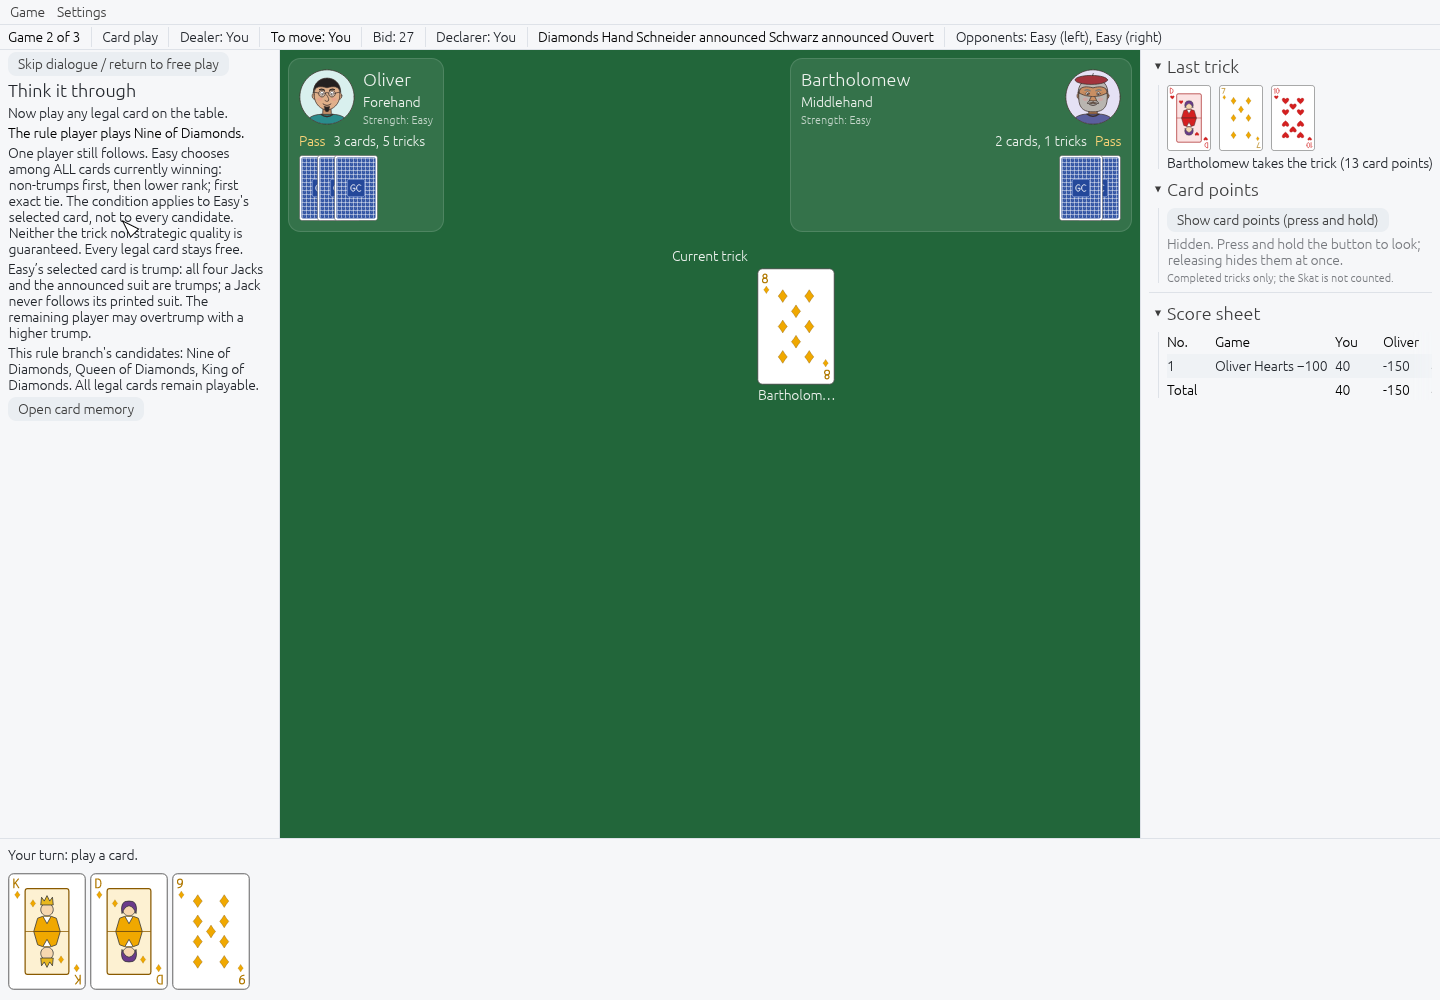 Game Settings
Game 2 of 3 Card play Dealer: You To move: You Bid: 27 Declarer: You Diamonds Hand Schneider announced Schwarz announced Ouvert Opponents: Easy (left), Easy (right)
Skip dialogue / return to free play
Think it through
Now play any legal card on the table.
The rule player plays Nine of Diamonds.
One player still follows. Easy chooses
among ALL cards currently winning:
non-trumps first, then lower rank; first
exact tie. The condition applies to Easy's
selected card, not to every candidate.
Neither the trick nor strategic quality is
guaranteed. Every legal card stays free.
Easy’s selected card is trump: all four Jacks
and the announced suit are trumps; a Jack
never follows its printed suit. The
remaining player may overtrump with a
higher trump.
This rule branch's candidates: Nine of
Diamonds, Queen of Diamonds, King of
Diamonds. All legal cards remain playable.
Open card memory
Oliver
Forehand
Strength: Easy
Pass 3 cards, 5 tricks
GC
Bartholomew
Middlehand
Strength: Easy
2 cards, 1 tricks Pass
GC
Current trick
8
8
Bartholom…
Last trick
D 7 10
D 7 10
Bartholomew takes the trick (13 card points)
Card points
Show card points (press and hold)
Hidden. Press and hold the button to look;
releasing hides them at once.
Completed tricks only; the Skat is not counted.
Score sheet
No. Game You Oliver
1 Oliver Hearts −100 40 -150
Total 40 -150
Your turn: play a card.
K D 9
K D 9